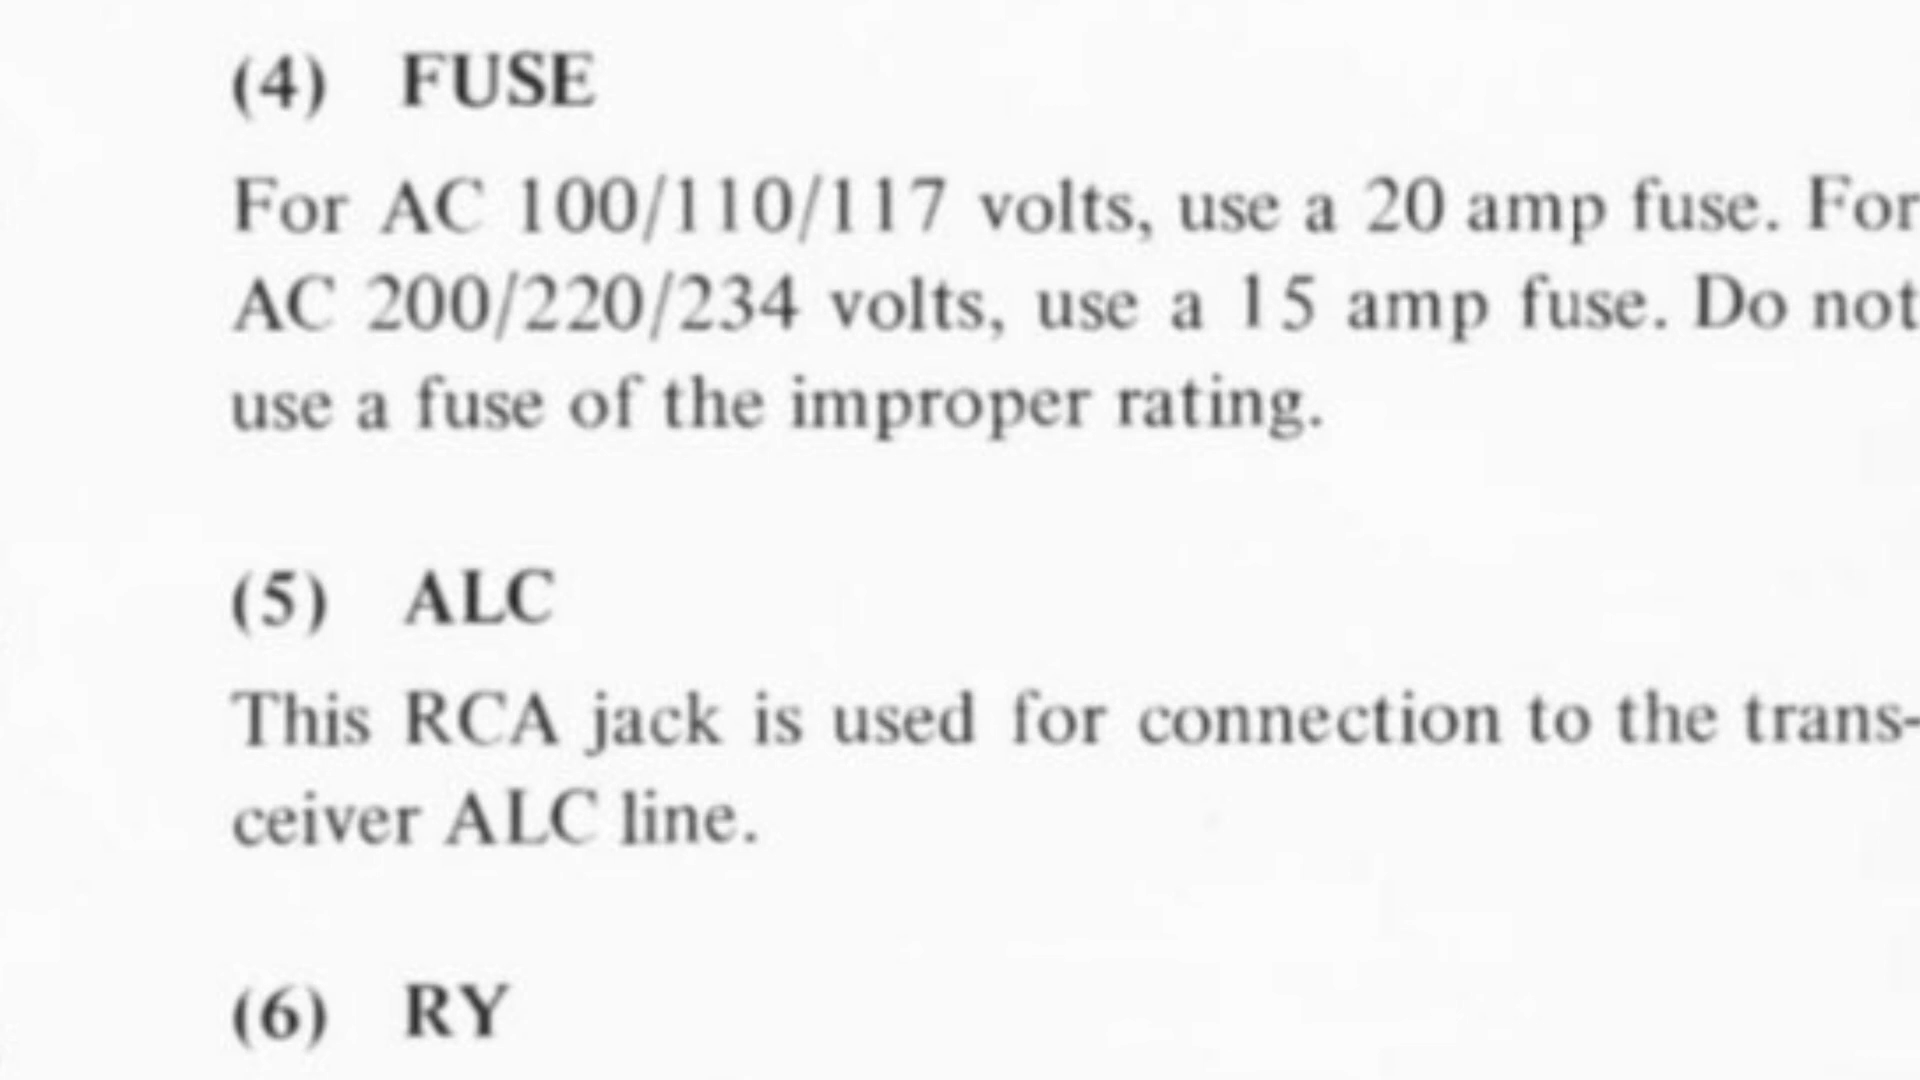 (4) FUSE
For AC 100/110/117 volts, use a 20 amp fuse. For
AC 200/220/234 volts, use a 15 amp fuse. Do not
use a fuse of the improper rating.
(5) ALC
This RCA jack is used for connection to the trans-
ceiver ALC line.
(6) RY